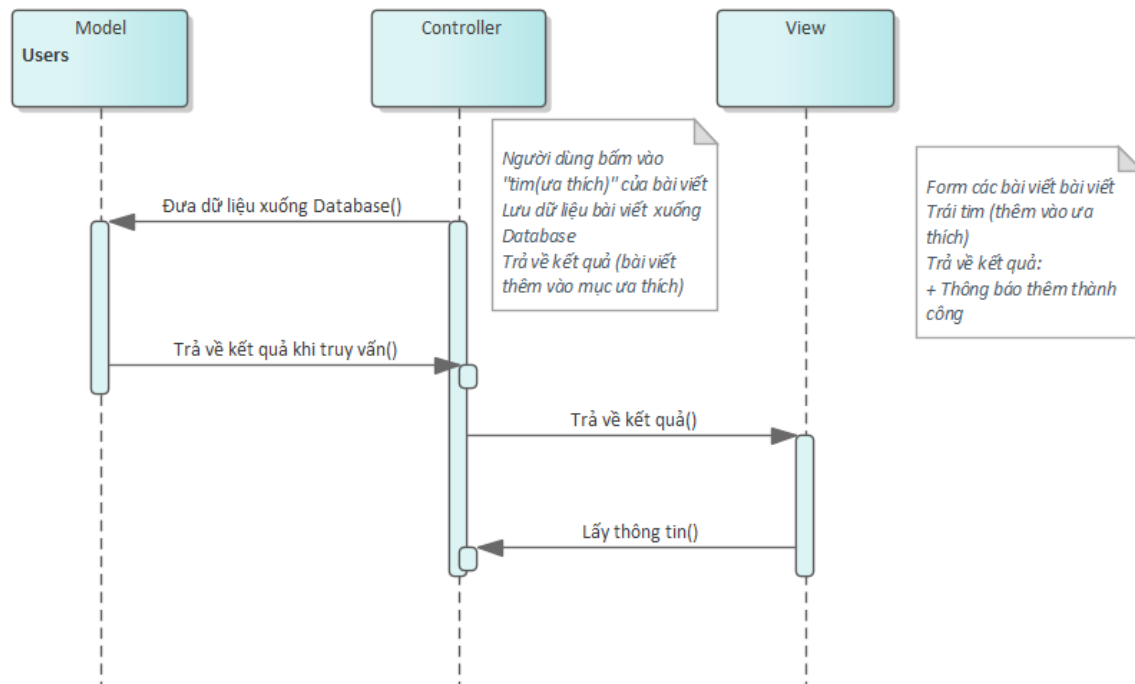 Model
Users
Controller
View
Người dùng bấm vào
"tim(ưa thích)" của bài viết
Lưu dữ liệu bài viết xuống
Database
Trả về kết quả (bài viết
thêm vào mục ưa thích)
Form các bài viết bài viết
Trái tim (thêm vào ưa
thích)
Trả về kết quả:
+ Thông báo thêm thành
công
Đưa dữ liệu xuống Database()
Trả về kết quả khi truy vấn()
Trả về kết quả()
Lấy thông tin()